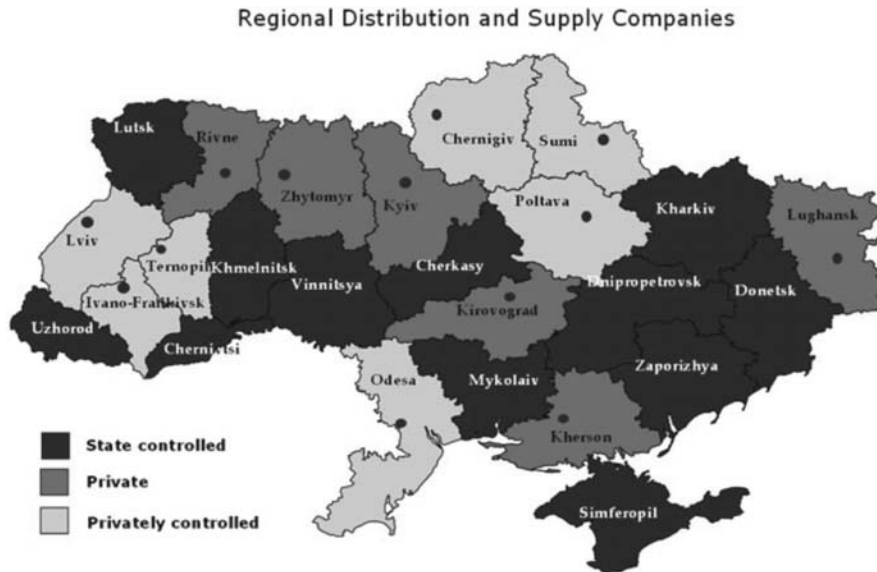 Regional Distribution and Supply Companies
Lutsk
Rivne
Zhytomyr
Kyiv
Chernigiv
Sumi
Lviv
Ternopil
Khmelnitsk
Vinnitsya
Cherkasy
Poltava
Kharkiv
Lughansk
Ivano-Frankivsk
Uzhorod
Chernivtsi
Kirovograd
Dnipropetrovsk
Donetsk
Odesa
Mykolaiv
Zaporizhya
Kherson
Simferopil
State controlled
Private
Privately controlled